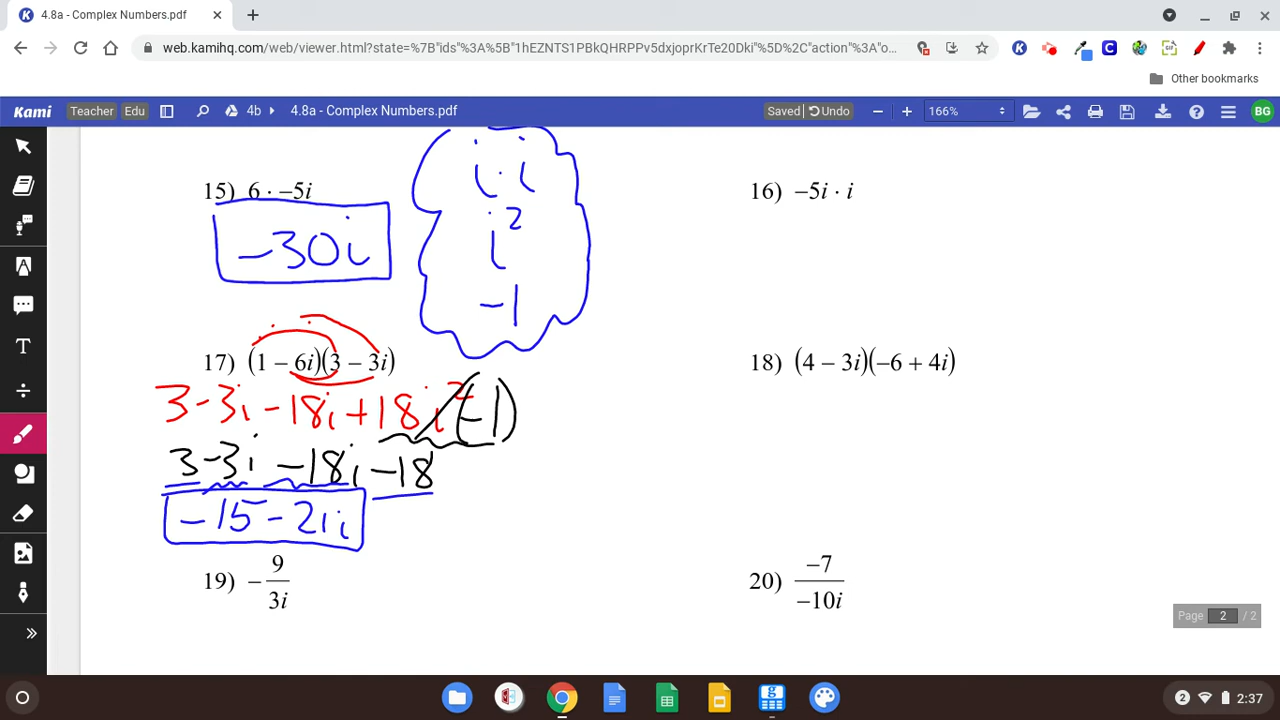 4.8a - Complex Numbers.pdf
web.kamihq.com/web/viewer.html?state=%7B"ids"%3A%5B"1hEZNTS1PBkQHRPPv5dxjoprKrTe20Dki"%5D%2C"action"%3A"o...
Other bookmarks
Kami Teacher Edu 4b 4.8a - Complex Numbers.pdf Saved Undo 166% BG
15) 6 · −5i
−30i
i · i
i²
−1
16) −5i · i
17) (1 − 6i)(3 − 3i)
3-3i-18i+18i²(-1)
3-3i-18i-18
-15-21i
18) (4 − 3i)(−6 + 4i)
19) − 9/3i
20) −7/−10i
Page 2 / 2
2 2:37